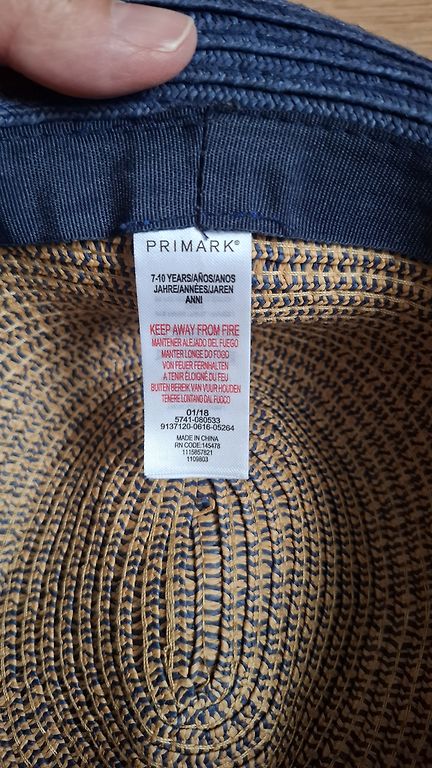 PRIMARK®
7-10 YEARS/AÑOS/ANOS
JAHRE/ANNÉES/JAREN
ANNI
KEEP AWAY FROM FIRE
MANTENER ALEJADO DEL FUEGO
MANTER LONGE DO FOGO
VON FEUER FERNHALTEN
A TENIR ÉLOIGNÉ DU FEU
BUITEN BEREIK VAN VUUR HOUDEN
TENERE LONTANO DAL FUOCO
01/18
5741-080533
9137120-0616-05264
MADE IN CHINA
RN CODE:145478
1115857821
1109803